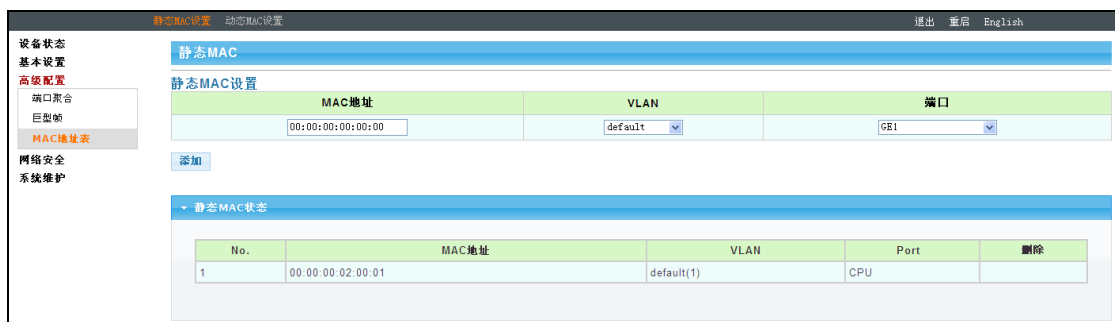 静态MAC设置 动态MAC设置 退出 重启 English
设备状态
基本设置
高级配置
端口聚合
巨型帧
MAC地址表
网络安全
系统维护
静态MAC
静态MAC设置
MAC地址 VLAN 端口
00:00:00:00:00:00 default GE1
添加
静态MAC状态
No. MAC地址 VLAN Port 删除
1 00:00:00:02:00:01 default(1) CPU